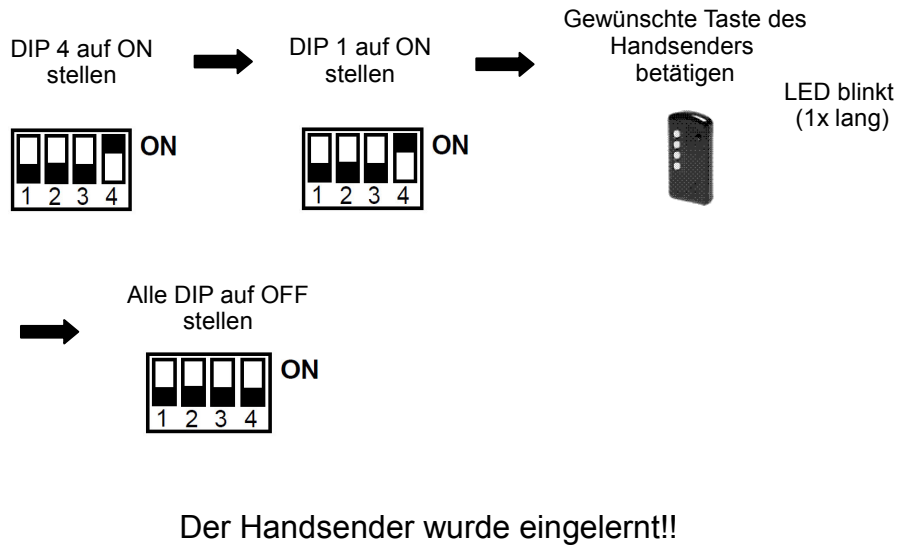 DIP 4 auf ON
stellen
ON
1 2 3 4
DIP 1 auf ON
stellen
ON
1 2 3 4
Gewünschte Taste des
Handsenders
betätigen
LED blinkt
(1x lang)
Alle DIP auf OFF
stellen
ON
1 2 3 4
Der Handsender wurde eingelernt!!